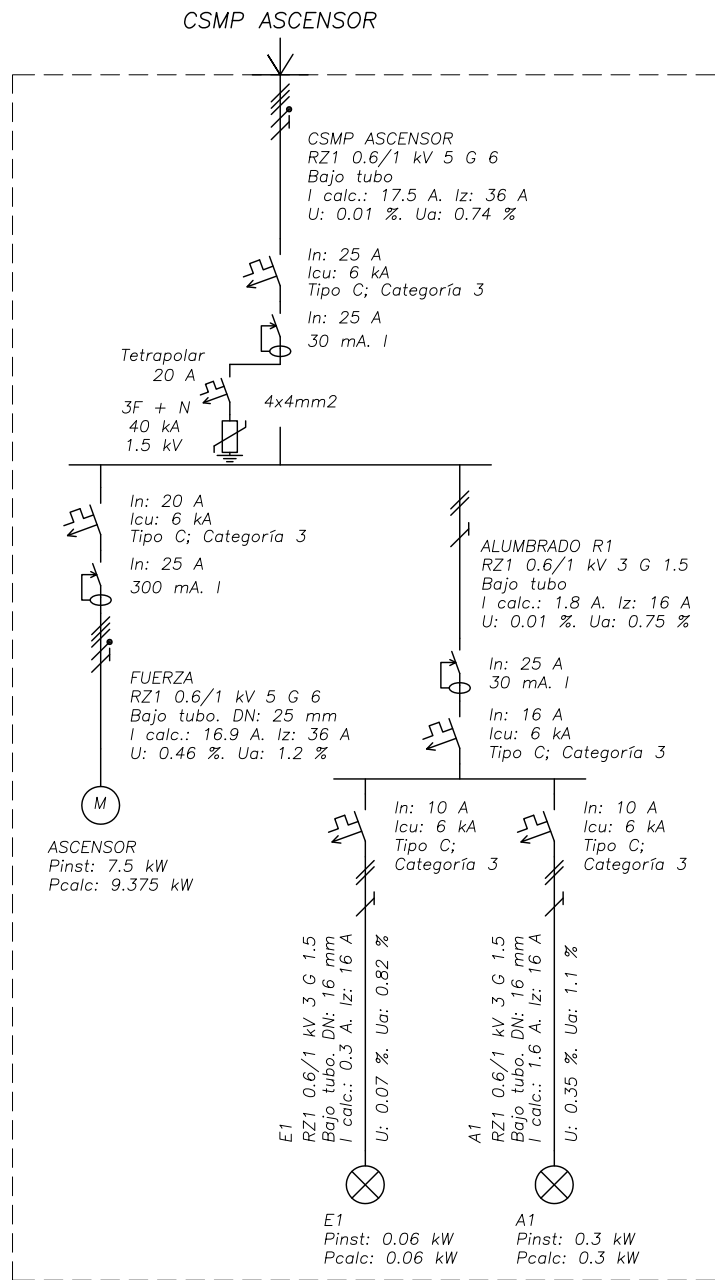 CSMP ASCENSOR
CSMP ASCENSOR
RZ1 0.6/1 kV 5 G 6
Bajo tubo
I calc.: 17.5 A. Iz: 36 A
U: 0.01 %. Ua: 0.74 %
In: 25 A
Icu: 6 kA
Tipo C; Categoría 3
In: 25 A
30 mA. I
Tetrapolar
20 A
3F + N
40 kA
1.5 kV
4x4mm2
In: 20 A
Icu: 6 kA
Tipo C; Categoría 3
In: 25 A
300 mA. I
FUERZA
RZ1 0.6/1 kV 5 G 6
Bajo tubo. DN: 25 mm
I calc.: 16.9 A. Iz: 36 A
U: 0.46 %. Ua: 1.2 %
M
ASCENSOR
Pinst: 7.5 kW
Pcalc: 9.375 kW
ALUMBRADO R1
RZ1 0.6/1 kV 3 G 1.5
Bajo tubo
I calc.: 1.8 A. Iz: 16 A
U: 0.01 %. Ua: 0.75 %
In: 25 A
30 mA. I
In: 16 A
Icu: 6 kA
Tipo C; Categoría 3
In: 10 A
Icu: 6 kA
Tipo C;
Categoría 3
E1
RZ1 0.6/1 kV 3 G 1.5
Bajo tubo. DN: 16 mm
I calc.: 0.3 A. Iz: 16 A
U: 0.07 %. Ua: 0.82 %
E1
Pinst: 0.06 kW
Pcalc: 0.06 kW
In: 10 A
Icu: 6 kA
Tipo C;
Categoría 3
A1
RZ1 0.6/1 kV 3 G 1.5
Bajo tubo. DN: 16 mm
I calc.: 1.6 A. Iz: 16 A
U: 0.35 %. Ua: 1.1 %
A1
Pinst: 0.3 kW
Pcalc: 0.3 kW